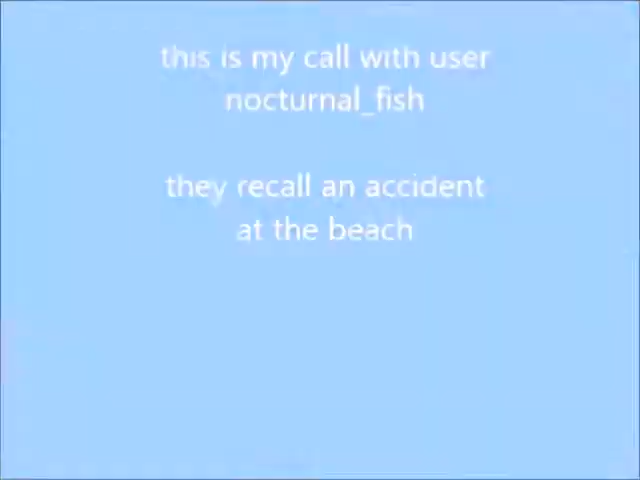 this is my call with user
nocturnal_fish
they recall an accident
at the beach